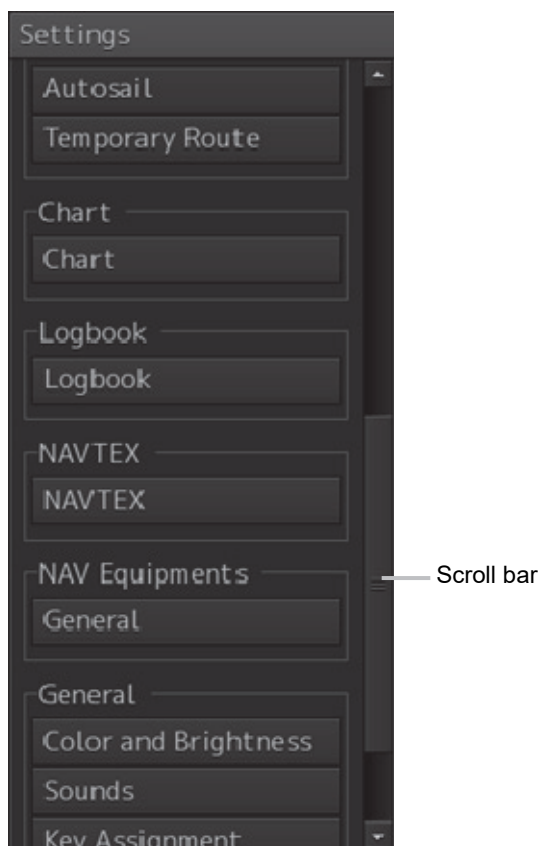 Settings
Autosail
Temporary Route
Chart
Chart
Logbook
Logbook
NAVTEX
NAVTEX
NAV Equipments
General
Scroll bar
General
Color and Brightness
Sounds
Key Assignment